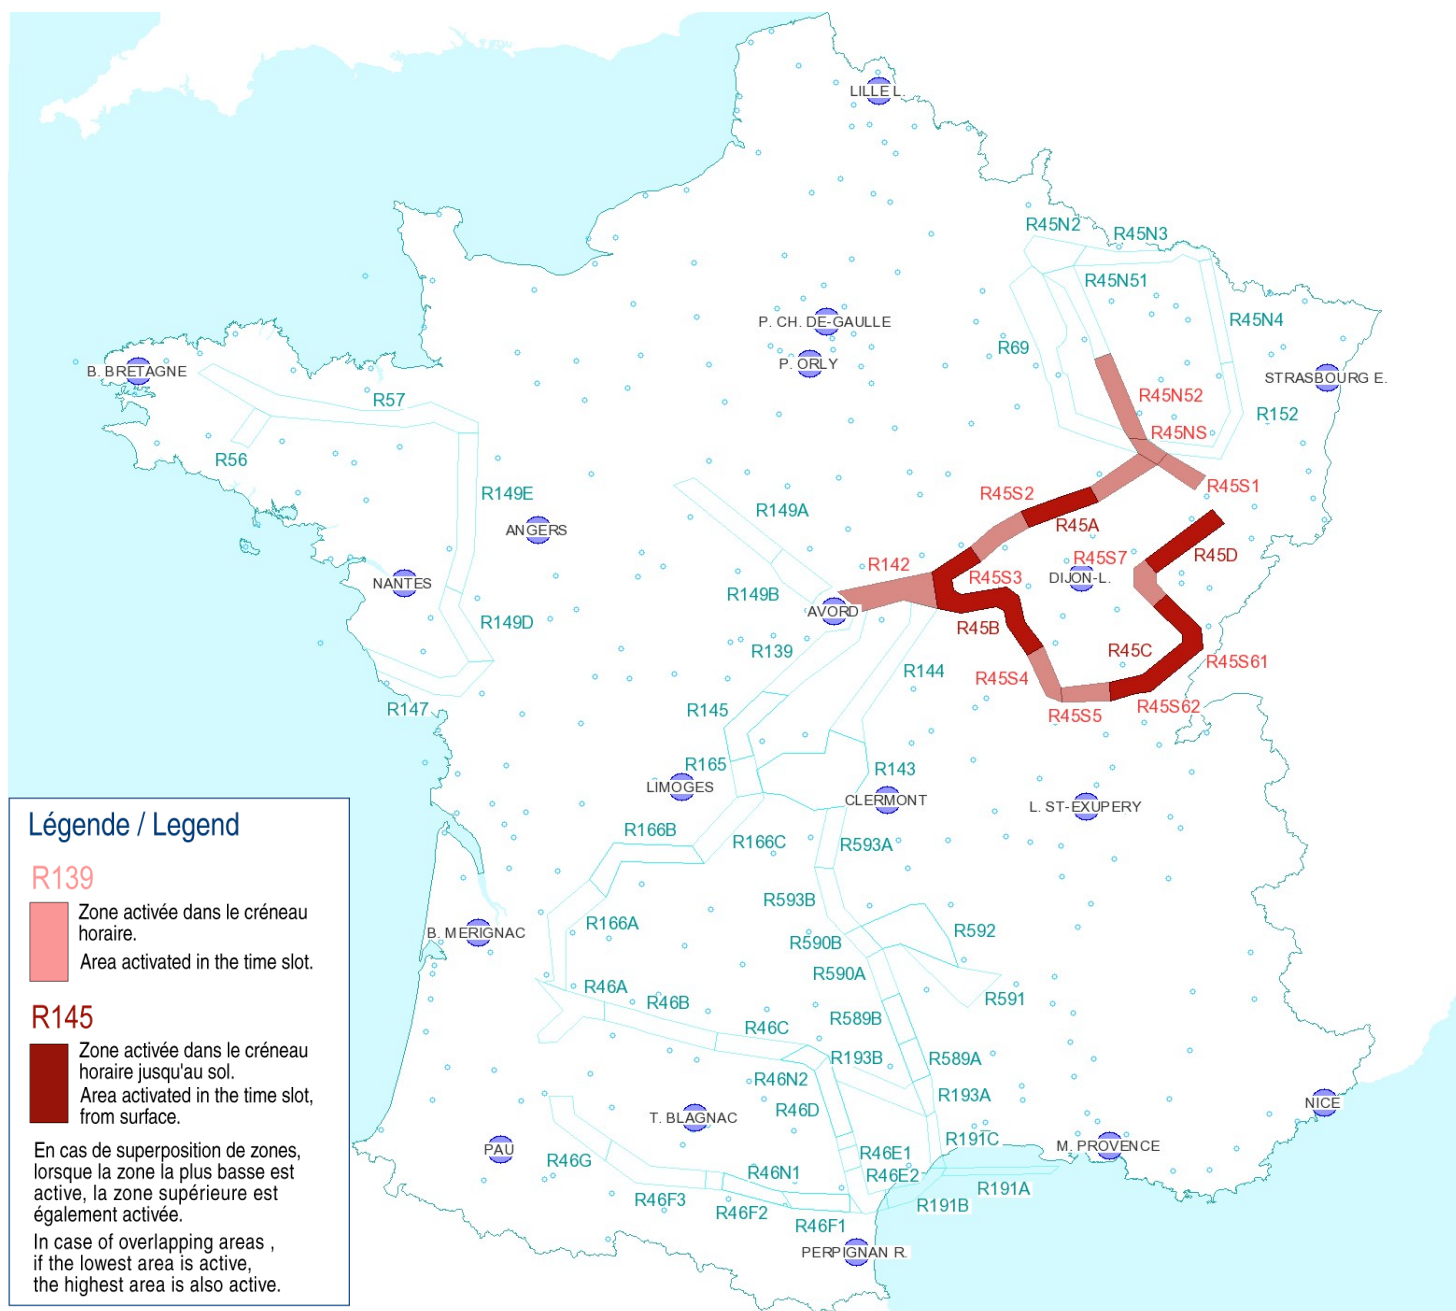 LILLE L.
R45N2
R45N3
R45N51
P. CH. DE-GAULLE
R45N4
R69
P. ORLY
B. BRETAGNE
STRASBOURG E.
R57
R45N52
R152
R45NS
R56
R45S1
R149E
R45S2
R149A
R45A
ANGERS
R45S7
R45D
R142
R45S3
DIJON-L.
NANTES
R149B
AVORD
R149D
R45B
R139
R45C
R45S61
R144
R45S4
R147
R145
R45S5
R45S62
R165
R143
LIMOGES
CLERMONT
L. ST-EXUPERY
R166B
R166C
R593A
R593B
R166A
B. MERIGNAC
R592
R590B
R590A
R46A
R46B
R591
R46C
R589B
R193B
R589A
R46N2
R193A
R46D
T. BLAGNAC
NICE
PAU
R191C
M. PROVENCE
R46G
R46E1
R46N1
R46E2
R191A
R46F3
R46F2
R191B
R46F1
PERPIGNAN R.
Légende / Legend
R139
Zone activée dans le créneau
horaire.
Area activated in the time slot.
R145
Zone activée dans le créneau
horaire jusqu'au sol.
Area activated in the time slot,
from surface.
En cas de superposition de zones,
lorsque la zone la plus basse est
active, la zone supérieure est
également activée.
In case of overlapping areas ,
if the lowest area is active,
the highest area is also active.